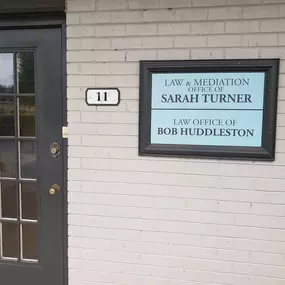 11
LAW & MEDIATION
OFFICE OF
SARAH TURNER
LAW OFFICE OF
BOB HUDDLESTON